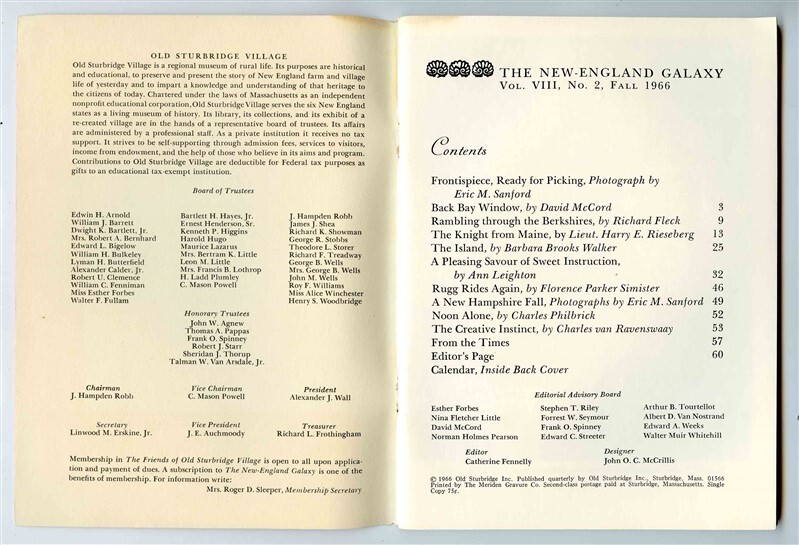 OLD STURBRIDGE VILLAGE
Old Sturbridge Village is a regional museum of rural life. Its purposes are historical
and educational, to preserve and present the story of New England farm and village
life of yesterday and to impart a knowledge and understanding of that heritage to
the citizens of today. Chartered under the laws of Massachusetts as an independent
nonprofit educational corporation, Old Sturbridge Village serves the six New England
states as a living museum of history. Its library, its collections, and its exhibit of a
re-created village are in the hands of a representative board of trustees. Its affairs
are administered by a professional staff. As a private institution it receives no tax
support. It strives to be self-supporting through admission fees, services to visitors,
income from endowment, and the help of those who believe in its aims and program.
Contributions to Old Sturbridge Village are deductible for Federal tax purposes as
gifts to an educational tax-exempt institution.
Board of Trustees
Edwin H. Arnold
William J. Barrett
Dwight K. Bartlett, Jr.
Mrs. Robert A. Bernhard
Edward L. Bigelow
William H. Bulkeley
Lyman H. Butterfield
Alexander Calder, Jr.
Robert U. Clemence
William C. Fenniman
Miss Esther Forbes
Walter F. Fullam
Bartlett H. Hayes, Jr.
Ernest Henderson, Sr.
Kenneth P. Higgins
Harold Hugo
Maurice Lazarus
Mrs. Bertram K. Little
Leon M. Little
Mrs. Francis B. Lothrop
H. Ladd Plumley
C. Mason Powell
J. Hampden Robb
James J. Shea
Richard K. Showman
George R. Stobbs
Theodore L. Storer
Richard F. Treadway
George B. Wells
Mrs. George B. Wells
John M. Wells
Roy F. Williams
Miss Alice Winchester
Henry S. Woodbridge
Honorary Trustees
John W. Agnew
Thomas A. Pappas
Frank O. Spinney
Robert J. Starr
Sheridan J. Thorup
Talman W. Van Arsdale, Jr.
Chairman
J. Hampden Robb
Vice Chairman
C. Mason Powell
President
Alexander J. Wall
Secretary
Linwood M. Erskine, Jr.
Vice President
J. E. Auchmoody
Treasurer
Richard L. Frothingham
Membership in The Friends of Old Sturbridge Village is open to all upon applica-
tion and payment of dues. A subscription to The New-England Galaxy is one of the
benefits of membership. For information write:
Mrs. Roger D. Sleeper, Membership Secretary
THE NEW-ENGLAND GALAXY
VOL. VIII, NO. 2, FALL 1966
Contents
Frontispiece, Ready for Picking, Photograph by
Eric M. Sanford
Back Bay Window, by David McCord 3
Rambling through the Berkshires, by Richard Fleck 9
The Knight from Maine, by Lieut. Harry E. Rieseberg 13
The Island, by Barbara Brooks Walker 25
A Pleasing Savour of Sweet Instruction,
by Ann Leighton 32
Rugg Rides Again, by Florence Parker Simister 46
A New Hampshire Fall, Photographs by Eric M. Sanford 49
Noon Alone, by Charles Philbrick 52
The Creative Instinct, by Charles van Ravenswaay 53
From the Times 57
Editor's Page 60
Calendar, Inside Back Cover
Editorial Advisory Board
Esther Forbes
Nina Fletcher Little
David McCord
Norman Holmes Pearson
Stephen T. Riley
Forrest W. Seymour
Frank O. Spinney
Edward C. Streeter
Arthur B. Tourtellot
Albert D. Van Nostrand
Edward A. Weeks
Walter Muir Whitehill
Editor
Catherine Fennelly
Designer
John O. C. McCrillis
© 1966 Old Sturbridge Inc. Published quarterly by Old Sturbridge Inc., Sturbridge, Mass. 01566
Printed by The Meriden Gravure Co. Second-class postage paid at Sturbridge, Massachusetts. Single
Copy 75¢.